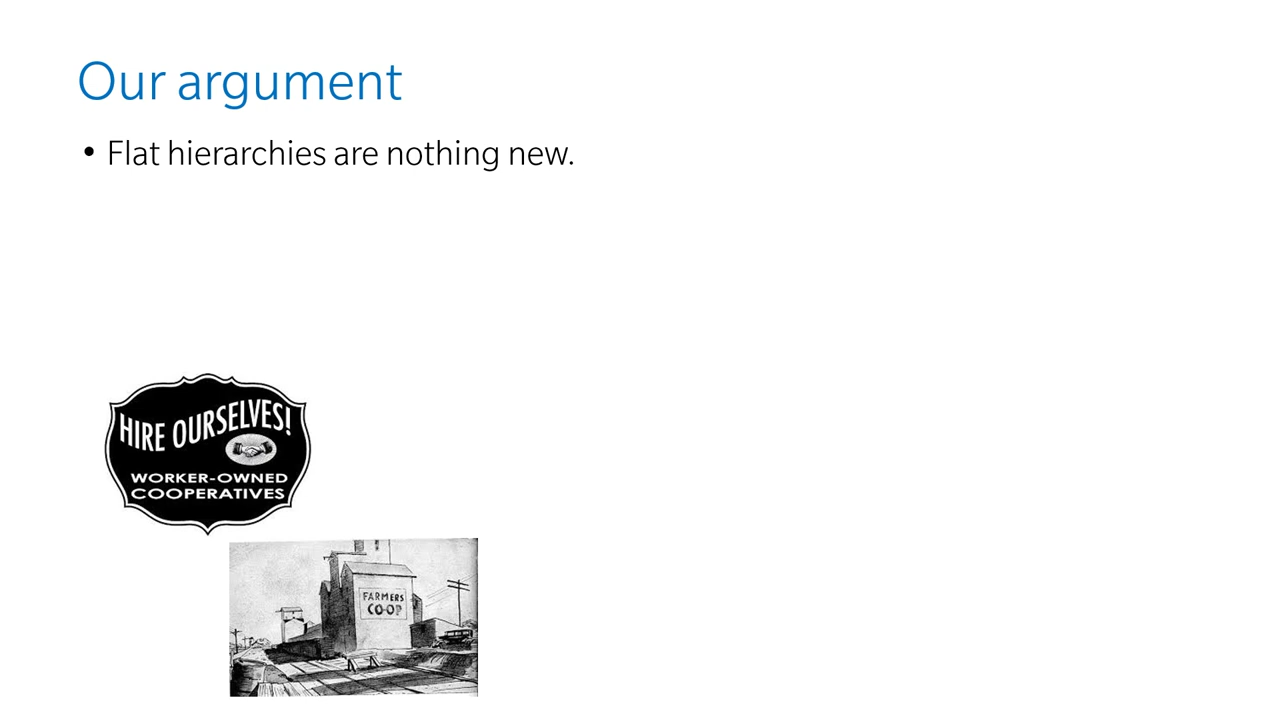 Our argument
• Flat hierarchies are nothing new.
HIRE OURSELVES!
WORKER-OWNED
COOPERATIVES
FARMERS
CO-OP